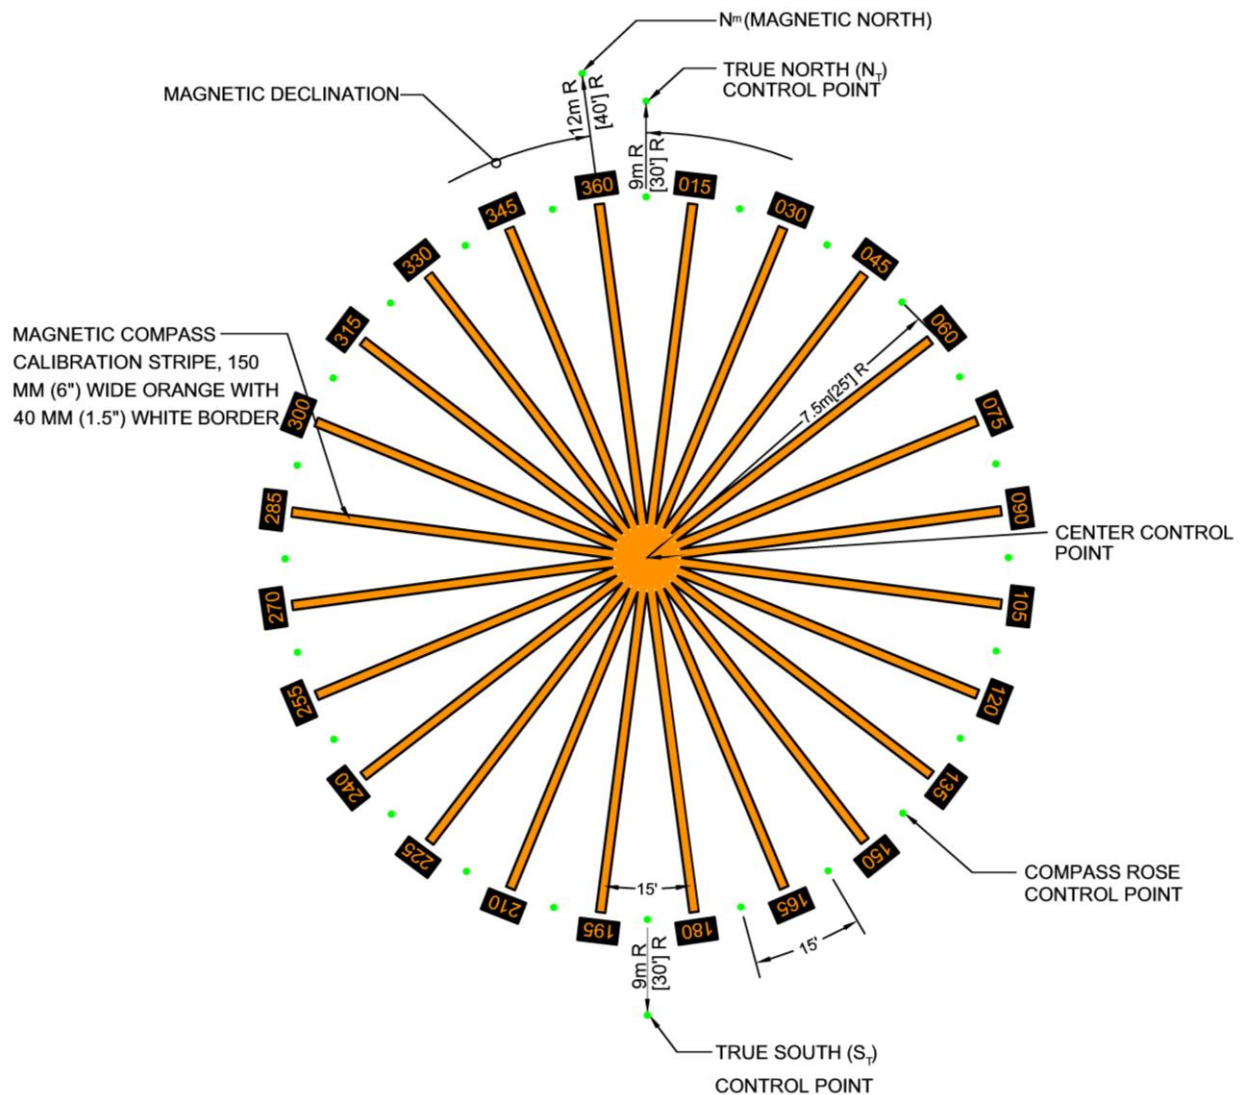 Nᵐ (MAGNETIC NORTH)
TRUE NORTH (N_T)
CONTROL POINT
MAGNETIC DECLINATION
12m R
[40'] R
9m R
[30'] R
360
015
030
045
060
075
090
105
120
135
150
165
180
195
210
225
240
255
270
285
300
315
330
345
7.5m[25'] R
MAGNETIC COMPASS
CALIBRATION STRIPE, 150
MM (6") WIDE ORANGE WITH
40 MM (1.5") WHITE BORDER
CENTER CONTROL
POINT
COMPASS ROSE
CONTROL POINT
15'
15'
9m R
[30'] R
TRUE SOUTH (S_T)
CONTROL POINT